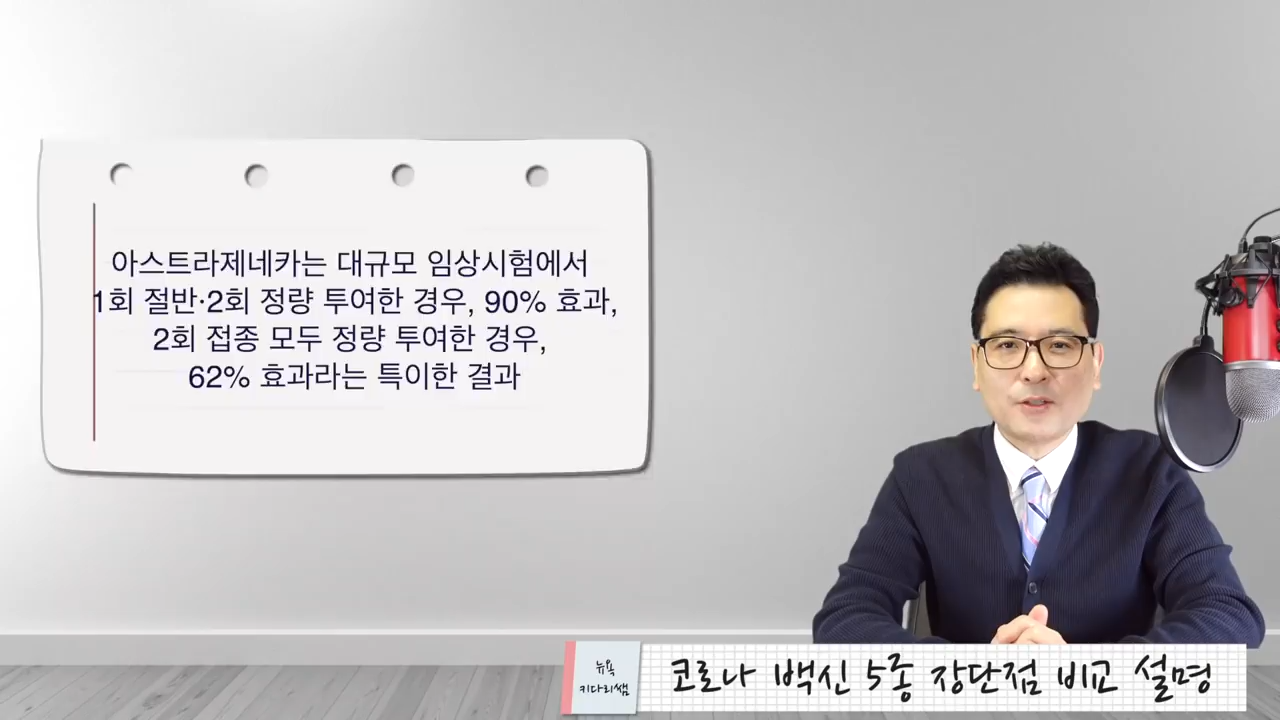 아스트라제네카는 대규모 임상시험에서
1회 절반·2회 정량 투여한 경우, 90% 효과,
2회 접종 모두 정량 투여한 경우,
62% 효과라는 특이한 결과
뉴욕
키다리쌤
코로나 백신 5종 장단점 비교 설명